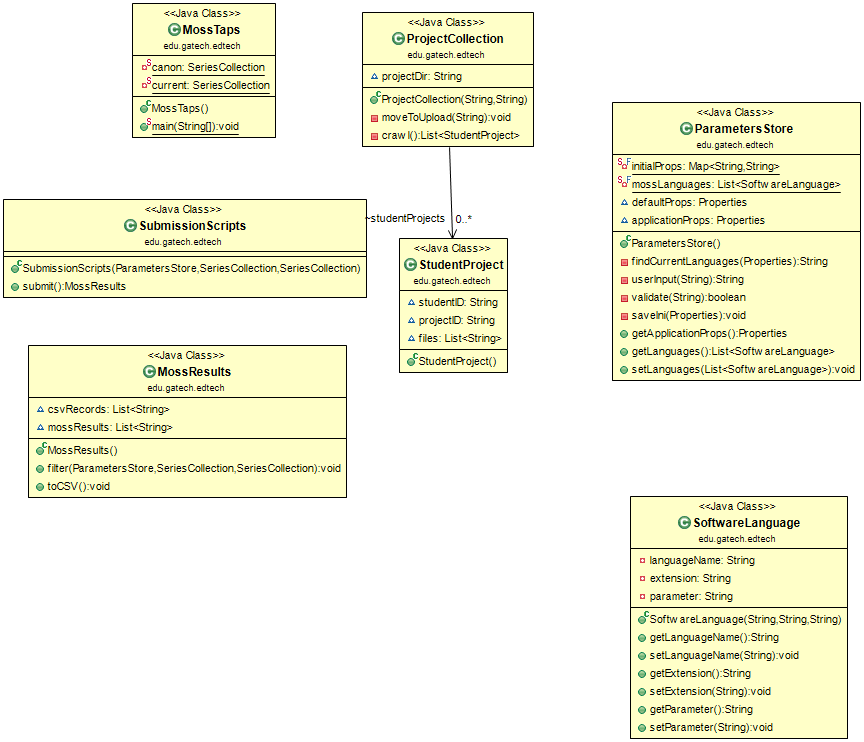 <<Java Class>>
MossTaps
edu.gatech.edtech
canon: SeriesCollection
current: SeriesCollection
MossTaps()
main(String[]):void
<<Java Class>>
ProjectCollection
edu.gatech.edtech
projectDir: String
ProjectCollection(String,String)
moveToUpload(String):void
crawl():List<StudentProject>
<<Java Class>>
ParametersStore
edu.gatech.edtech
initialProps: Map<String,String>
mossLanguages: List<SoftwareLanguage>
defaultProps: Properties
applicationProps: Properties
ParametersStore()
findCurrentLanguages(Properties):String
userInput(String):String
validate(String):boolean
saveIni(Properties):void
getApplicationProps():Properties
getLanguages():List<SoftwareLanguage>
setLanguages(List<SoftwareLanguage>):void
<<Java Class>>
SubmissionScripts
edu.gatech.edtech
SubmissionScripts(ParametersStore,SeriesCollection,SeriesCollection)
submit():MossResults
~studentProjects
0..*
<<Java Class>>
StudentProject
edu.gatech.edtech
studentID: String
projectID: String
files: List<String>
StudentProject()
<<Java Class>>
MossResults
edu.gatech.edtech
csvRecords: List<String>
mossResults: List<String>
MossResults()
filter(ParametersStore,SeriesCollection,SeriesCollection):void
toCSV():void
<<Java Class>>
SoftwareLanguage
edu.gatech.edtech
languageName: String
extension: String
parameter: String
SoftwareLanguage(String,String,String)
getLanguageName():String
setLanguageName(String):void
getExtension():String
setExtension(String):void
getParameter():String
setParameter(String):void